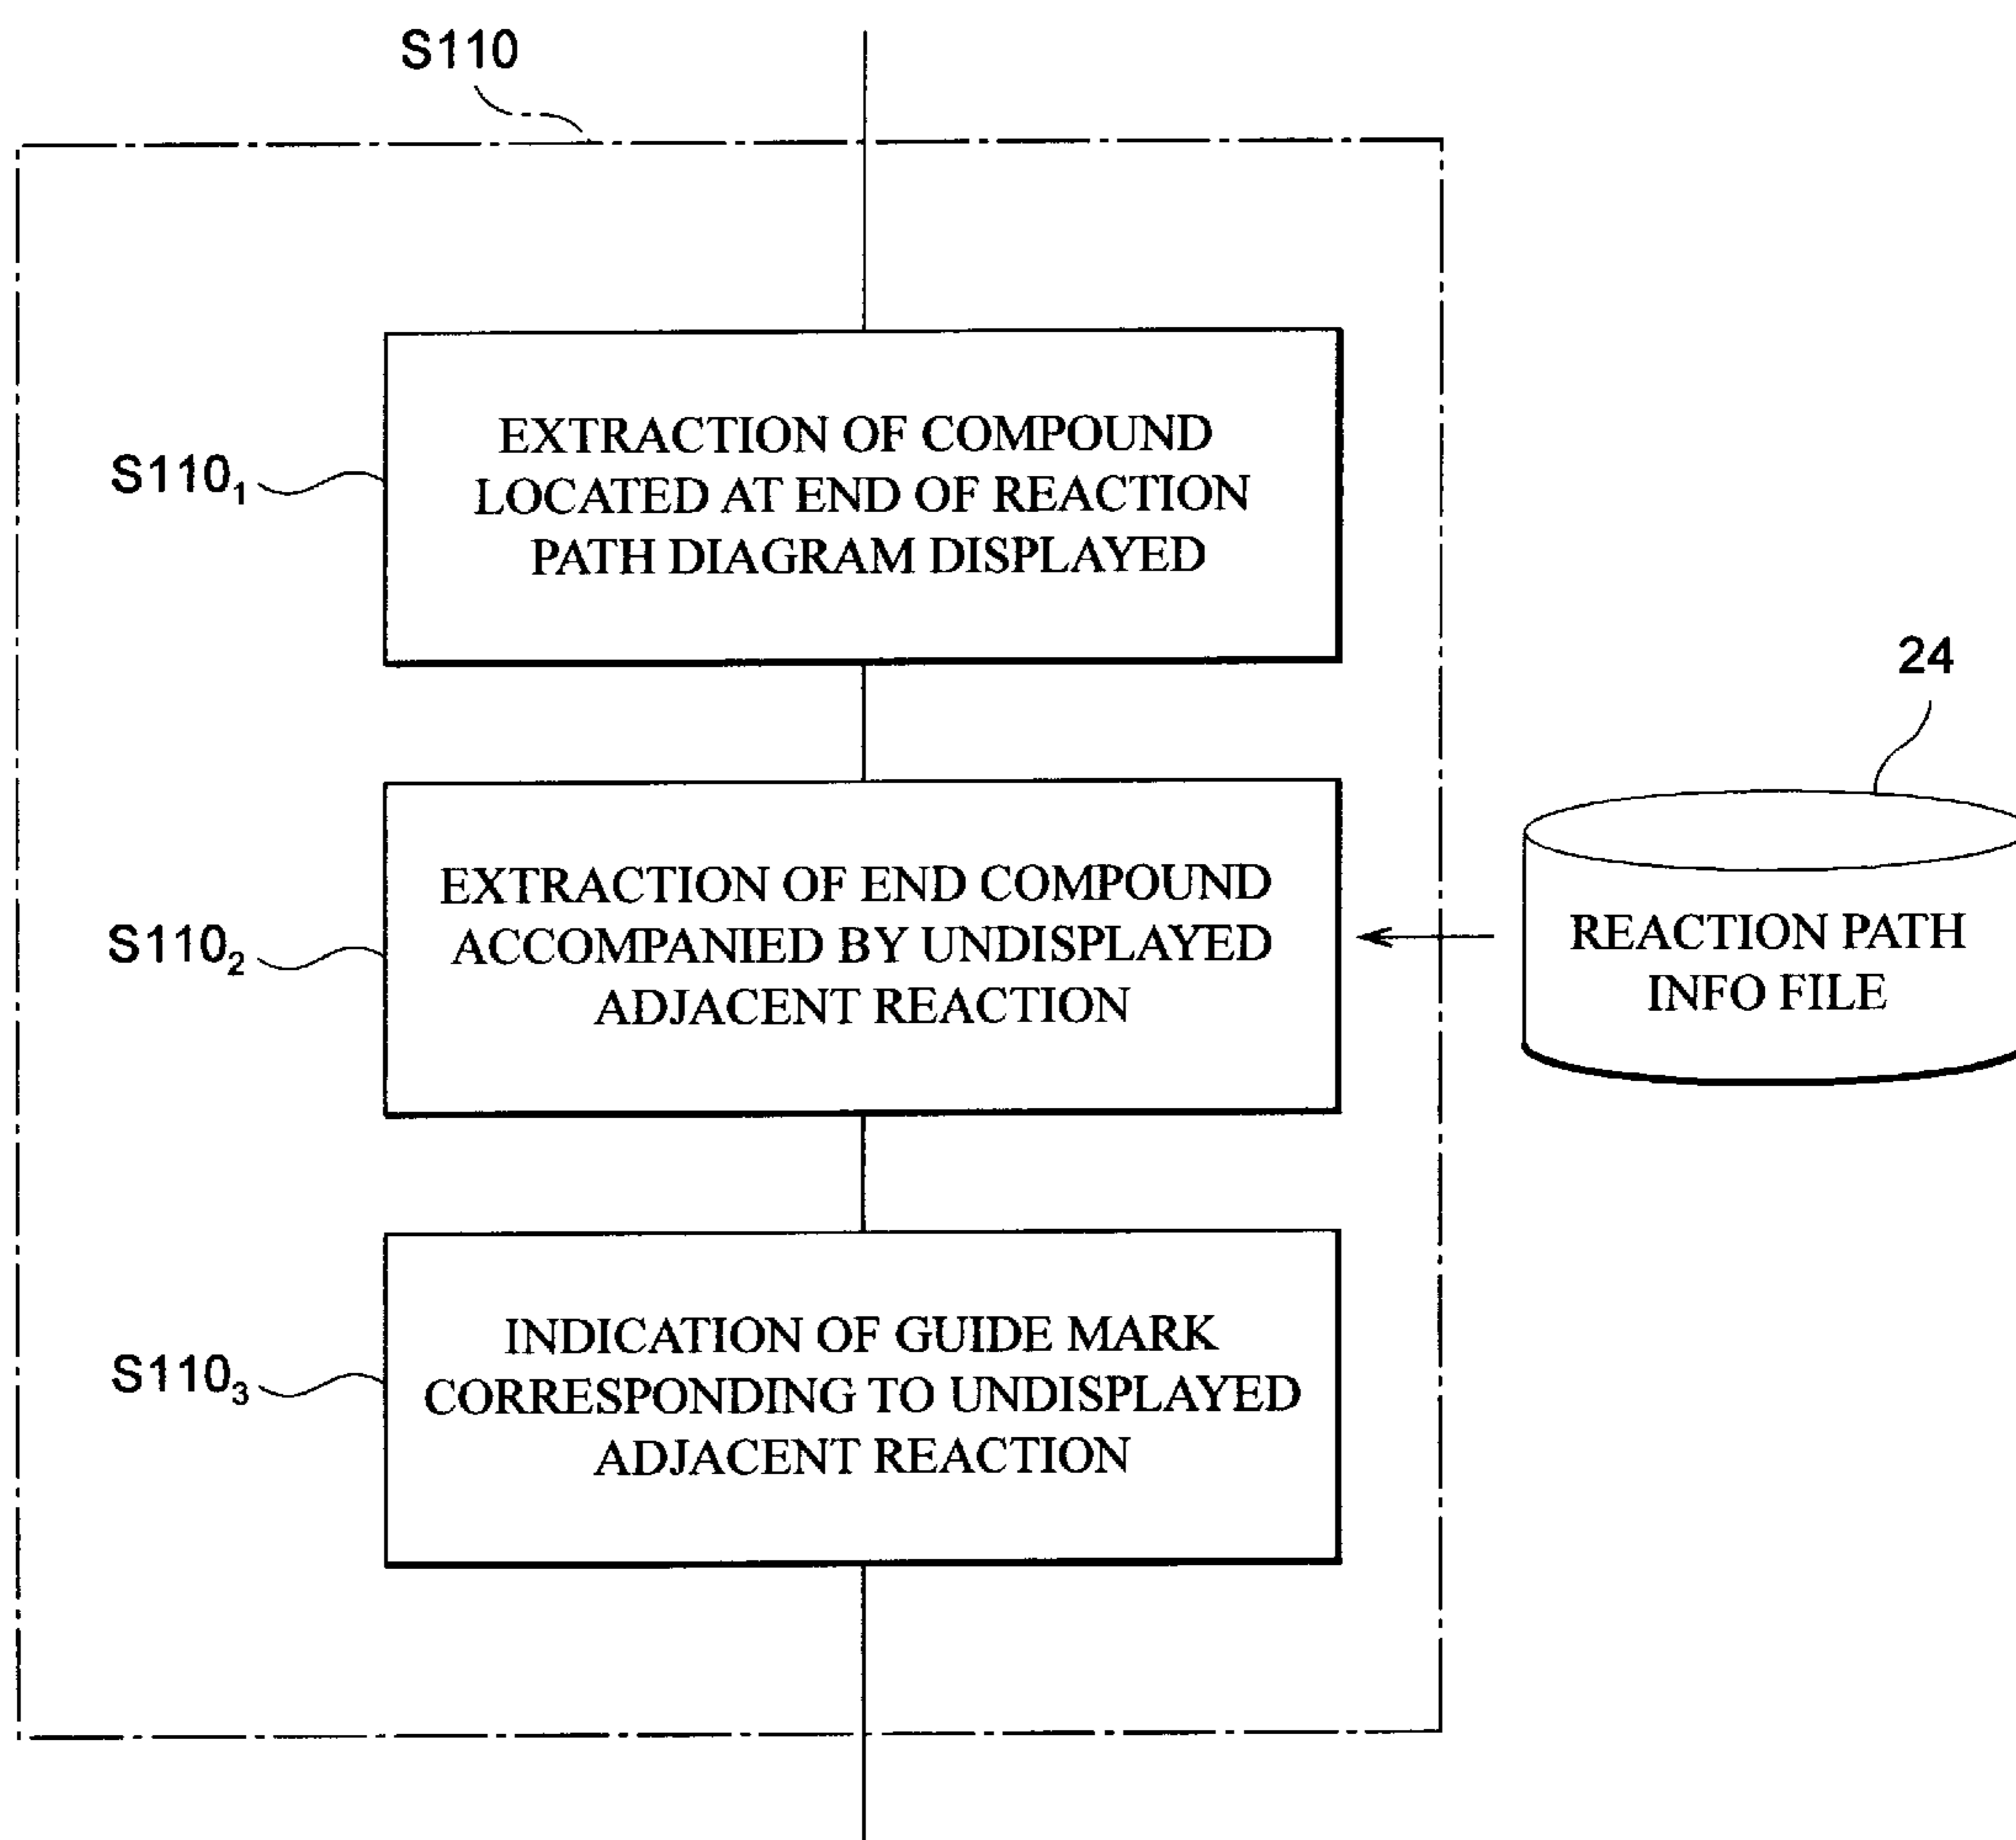 S110
S110₁
EXTRACTION OF COMPOUND
LOCATED AT END OF REACTION
PATH DIAGRAM DISPLAYED
24
S110₂
EXTRACTION OF END COMPOUND
ACCOMPANIED BY UNDISPLAYED
ADJACENT REACTION
REACTION PATH
INFO FILE
S110₃
INDICATION OF GUIDE MARK
CORRESPONDING TO UNDISPLAYED
ADJACENT REACTION